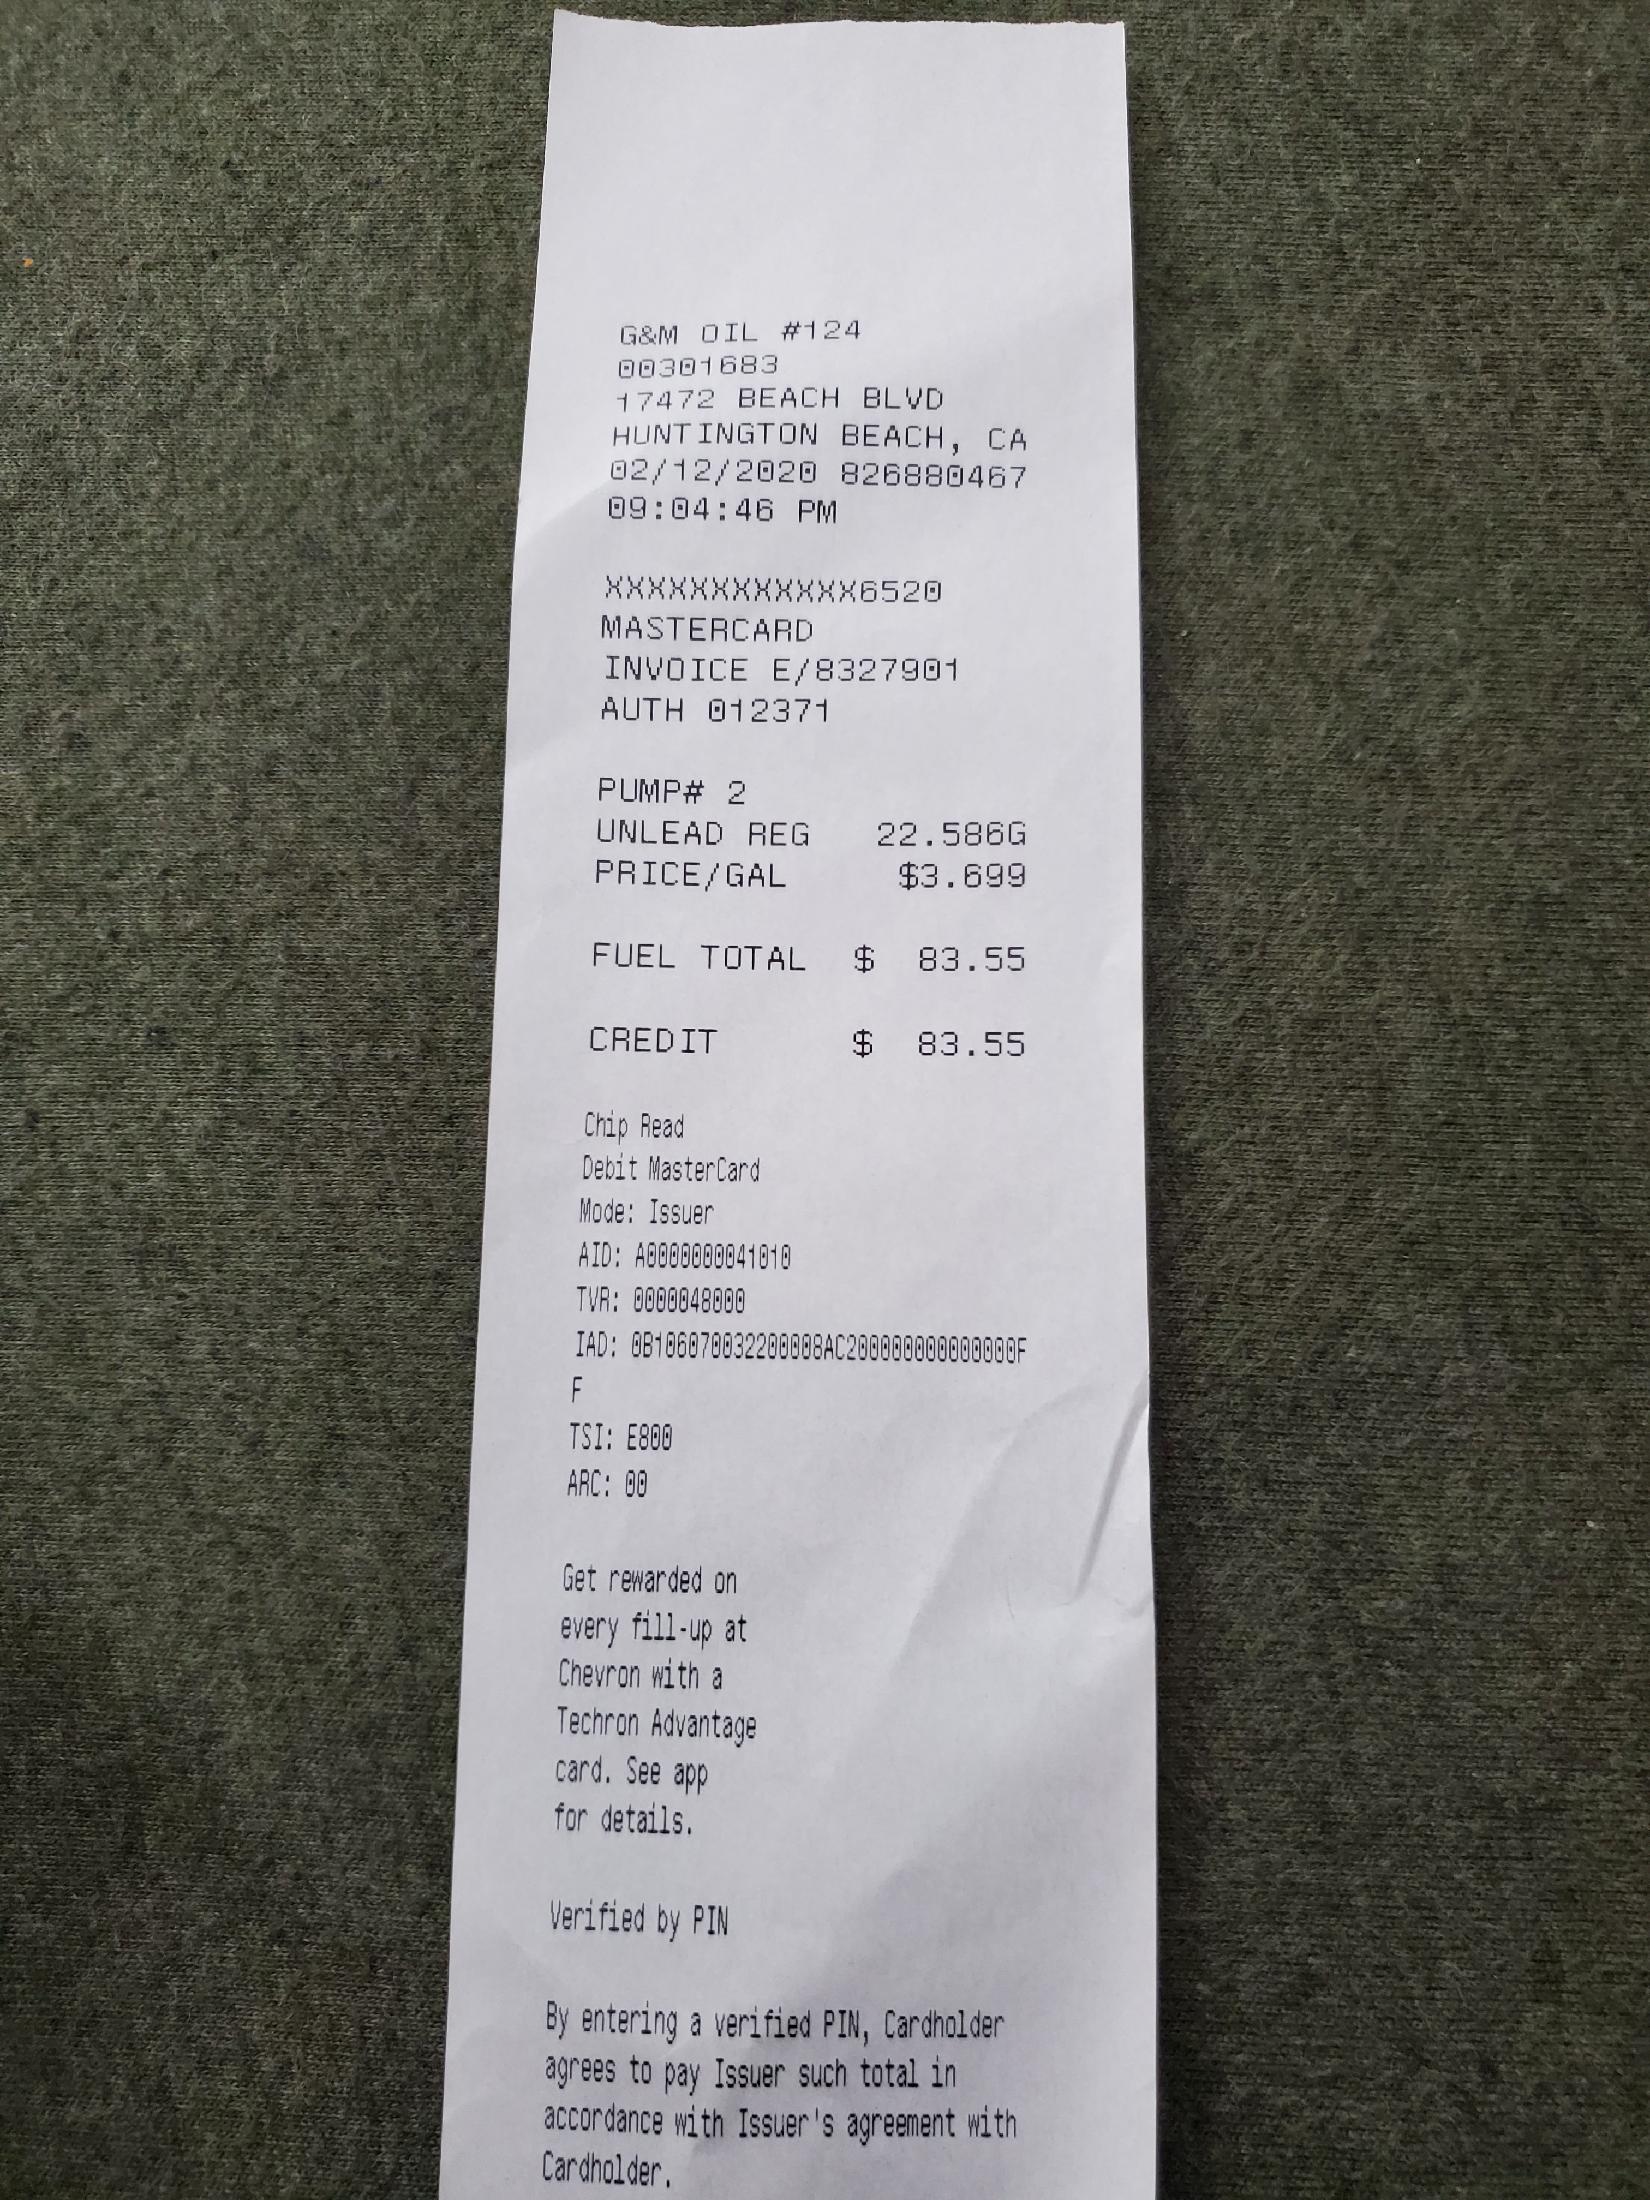 G&M OIL #124
00301683
17472 BEACH BLVD
HUNTINGTON BEACH, CA
02/12/2020 826880467
09:04:46 PM
XXXXXXXXXXXX6520
MASTERCARD
INVOICE E/8327901
AUTH 012371
PUMP# 2
UNLEAD REG 22.586G
PRICE/GAL $3.699
FUEL TOTAL $ 83.55
CREDIT $ 83.55
Chip Read
Debit MasterCard
Mode: Issuer
AID: A0000000041010
TVR: 0000048000
IAD: 0B106070032200008AC200000000000000F
F
TSI: E800
ARC: 00
Get rewarded on
every fill-up at
Chevron with a
Techron Advantage
card. See app
for details.
Verified by PIN
By entering a verified PIN, Cardholder
agrees to pay Issuer such total in
accordance with Issuer's agreement with
Cardholder.